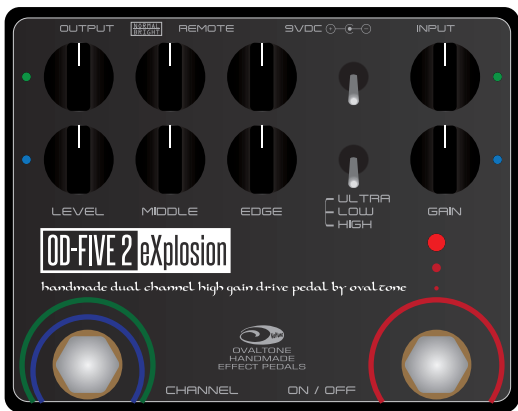 OUTPUT
NORMAL
BRIGHT
REMOTE
9VDC
INPUT
LEVEL
MIDDLE
EDGE
ULTRA
LOW
HIGH
GAIN
OD-FIVE 2 eXplosion
handmade dual channel high gain drive pedal by ovaltone
OVALTONE
HANDMADE
EFFECT PEDALS
CHANNEL
ON / OFF